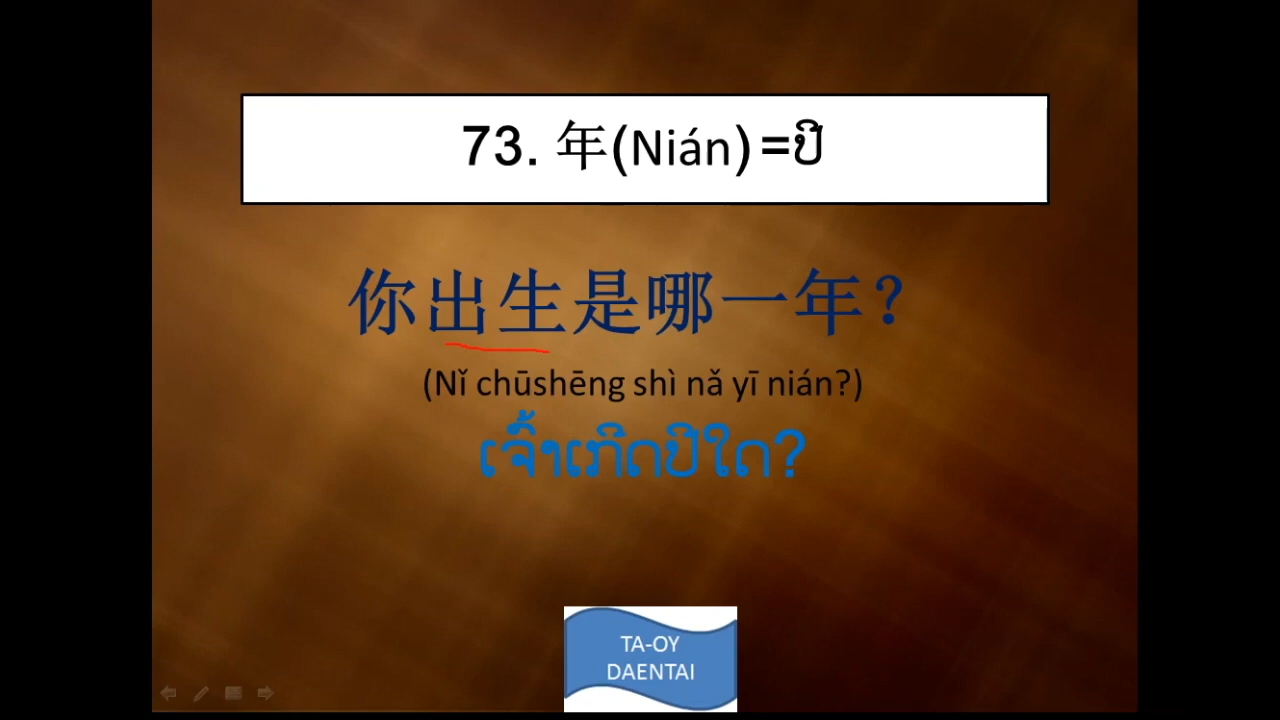 73. 年(Nián) =ປີ
你出生是哪一年？
(Nǐ chūshēng shì nǎ yī nián?)
ເຈົ້າເກີດປີໃດ?
TA-OY
DAENTAI